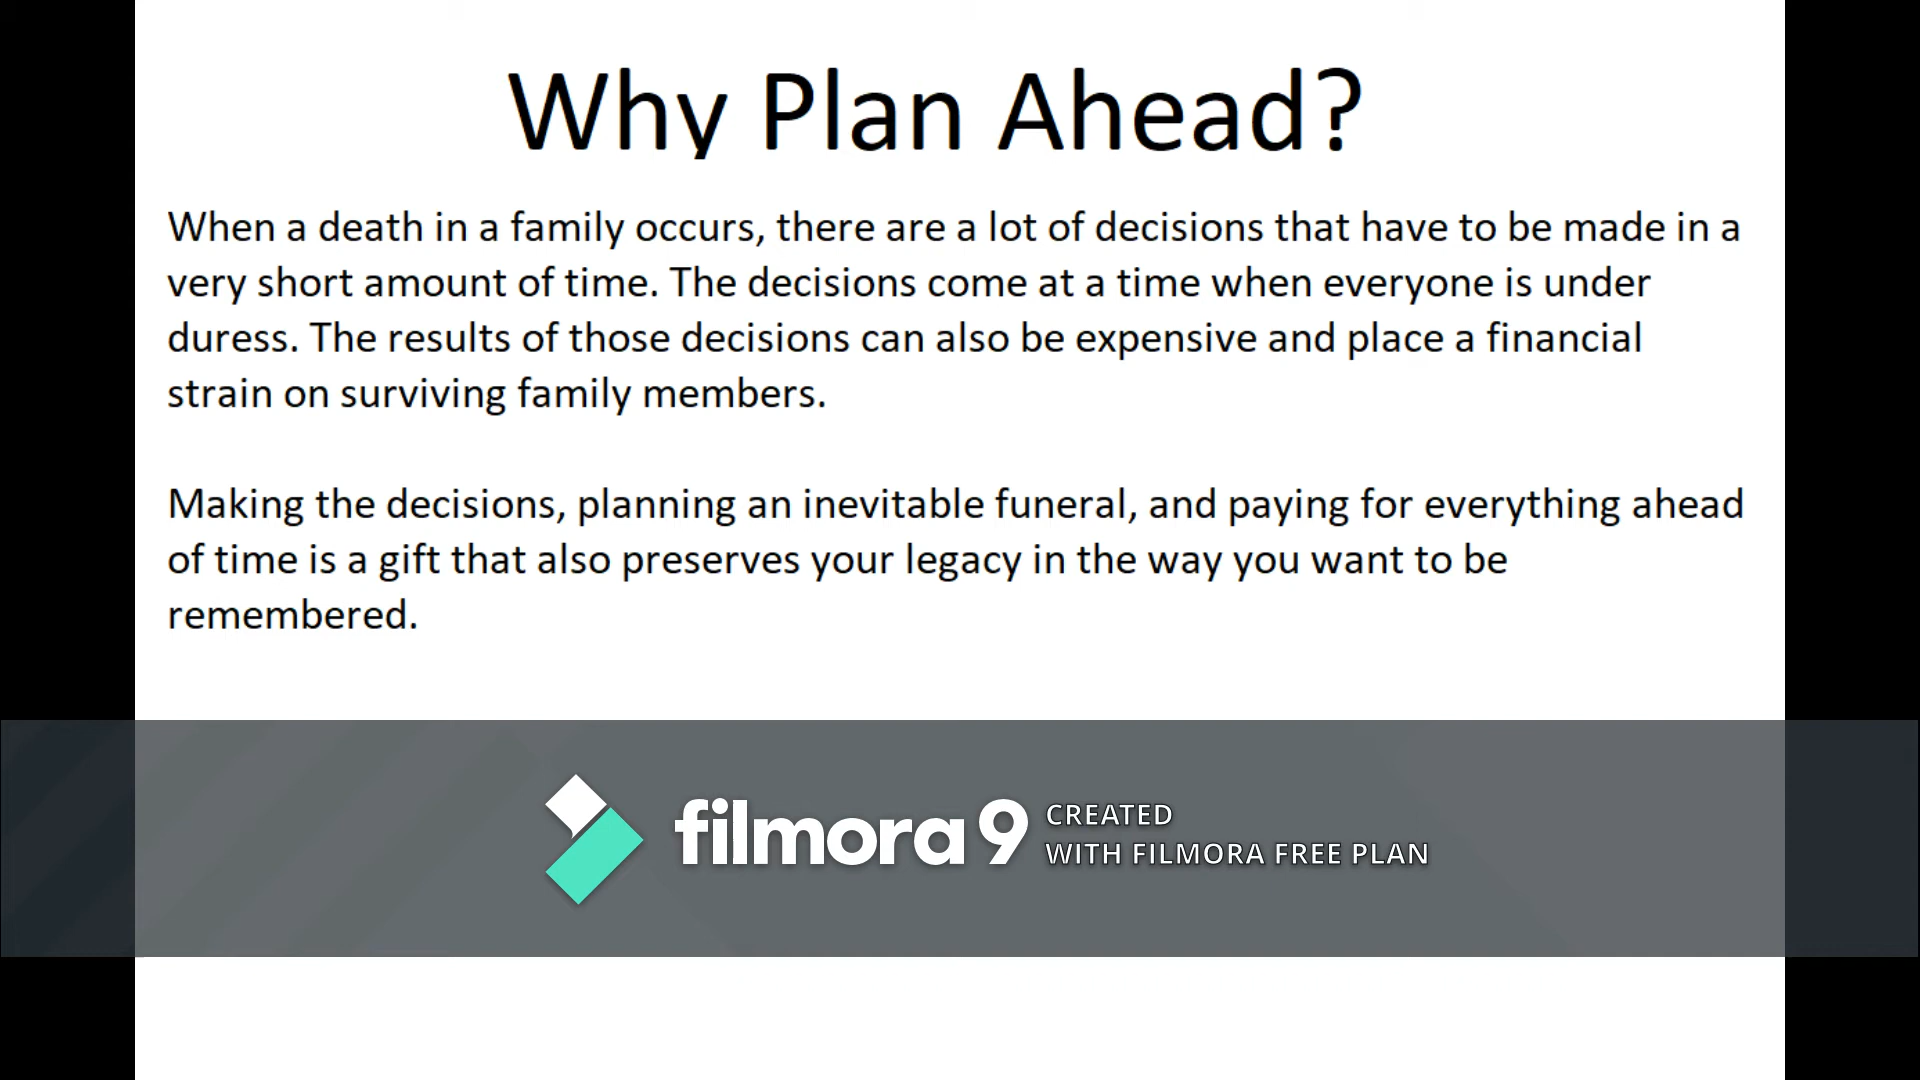 Why Plan Ahead?
When a death in a family occurs, there are a lot of decisions that have to be made in a
very short amount of time. The decisions come at a time when everyone is under
duress. The results of those decisions can also be expensive and place a financial
strain on surviving family members.
Making the decisions, planning an inevitable funeral, and paying for everything ahead
of time is a gift that also preserves your legacy in the way you want to be
remembered.
filmora 9
CREATED
WITH FILMORA FREE PLAN